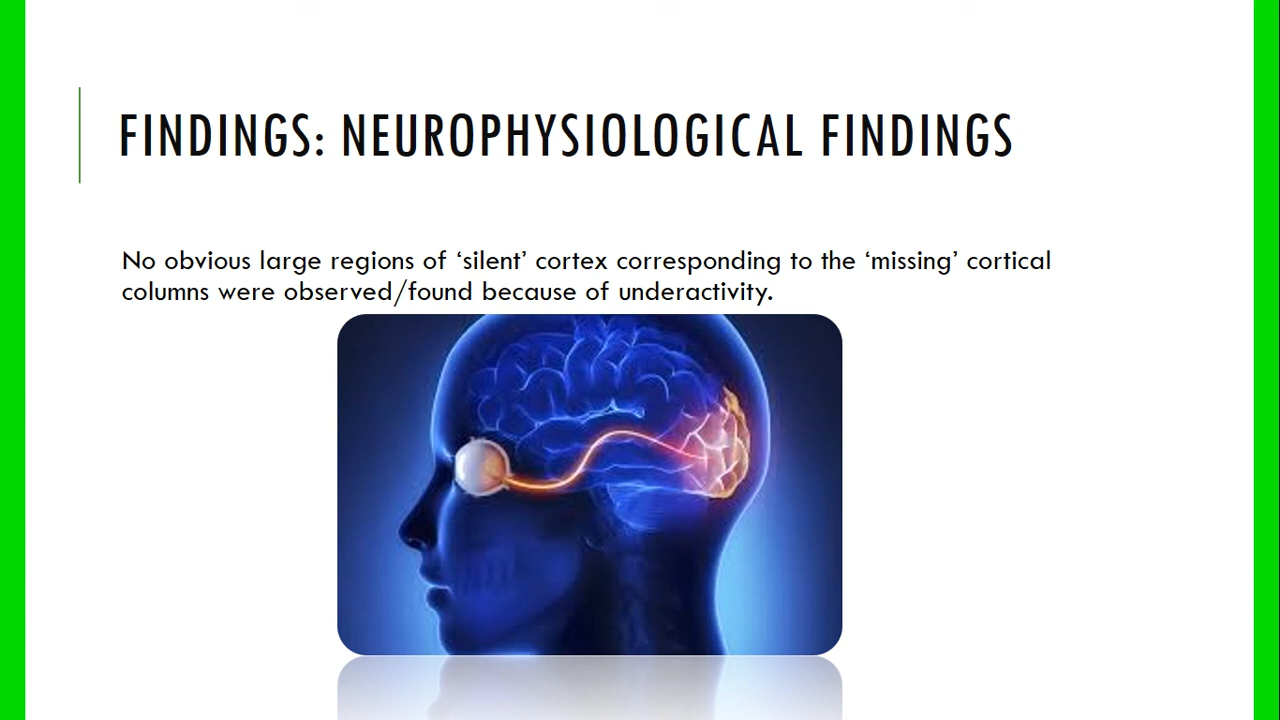 FINDINGS: NEUROPHYSIOLOGICAL FINDINGS
No obvious large regions of ‘silent’ cortex corresponding to the ‘missing’ cortical
columns were observed/found because of underactivity.